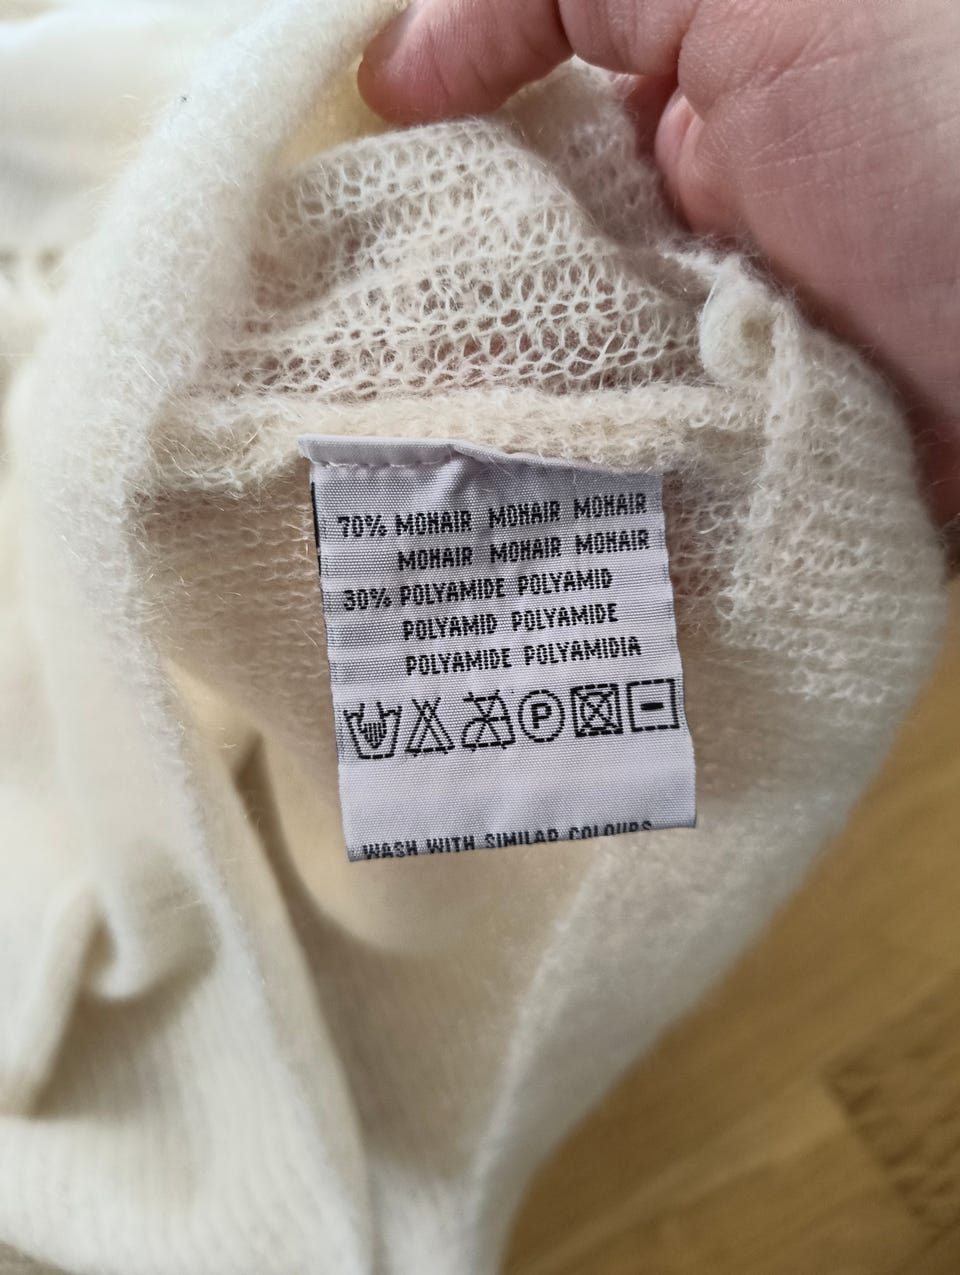 70% MOHAIR MOHAIR MOHAIR
MOHAIR MOHAIR MOHAIR
30% POLYAMIDE POLYAMID
POLYAMID POLYAMIDE
POLYAMIDE POLYAMIDIA
P
WASH WITH SIMILAR COLOURS